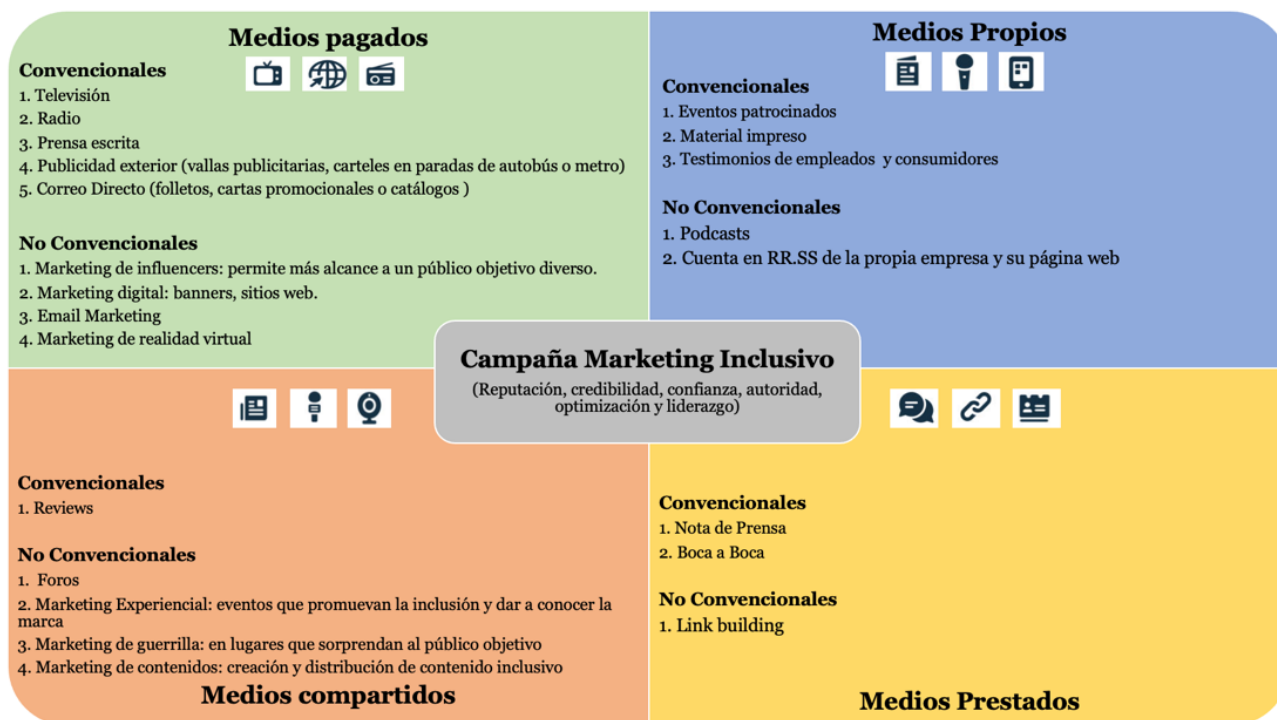 Medios pagados
Convencionales
1. Televisión
2. Radio
3. Prensa escrita
4. Publicidad exterior (vallas publicitarias, carteles en paradas de autobús o metro)
5. Correo Directo (folletos, cartas promocionales o catálogos )
No Convencionales
1. Marketing de influencers: permite más alcance a un público objetivo diverso.
2. Marketing digital: banners, sitios web.
3. Email Marketing
4. Marketing de realidad virtual
Medios Propios
Convencionales
1. Eventos patrocinados
2. Material impreso
3. Testimonios de empleados y consumidores
No Convencionales
1. Podcasts
2. Cuenta en RR.SS de la propia empresa y su página web
Campaña Marketing Inclusivo
(Reputación, credibilidad, confianza, autoridad,
optimización y liderazgo)
Convencionales
1. Reviews
No Convencionales
1. Foros
2. Marketing Experiencial: eventos que promuevan la inclusión y dar a conocer la
marca
3. Marketing de guerrilla: en lugares que sorprendan al público objetivo
4. Marketing de contenidos: creación y distribución de contenido inclusivo
Medios compartidos
Convencionales
1. Nota de Prensa
2. Boca a Boca
No Convencionales
1. Link building
Medios Prestados